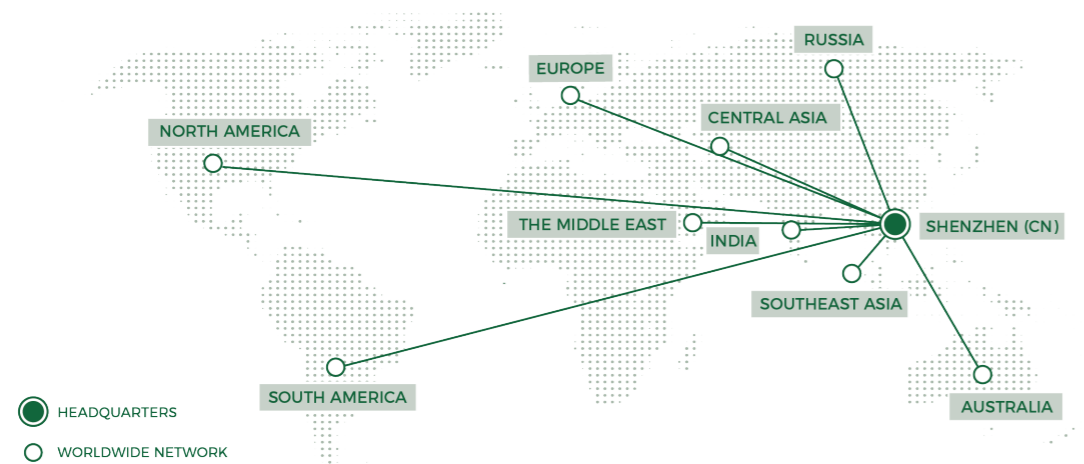 RUSSIA
EUROPE
CENTRAL ASIA
NORTH AMERICA
THE MIDDLE EAST
SHENZHEN (CN)
INDIA
SOUTHEAST ASIA
SOUTH AMERICA
AUSTRALIA
HEADQUARTERS
WORLDWIDE NETWORK